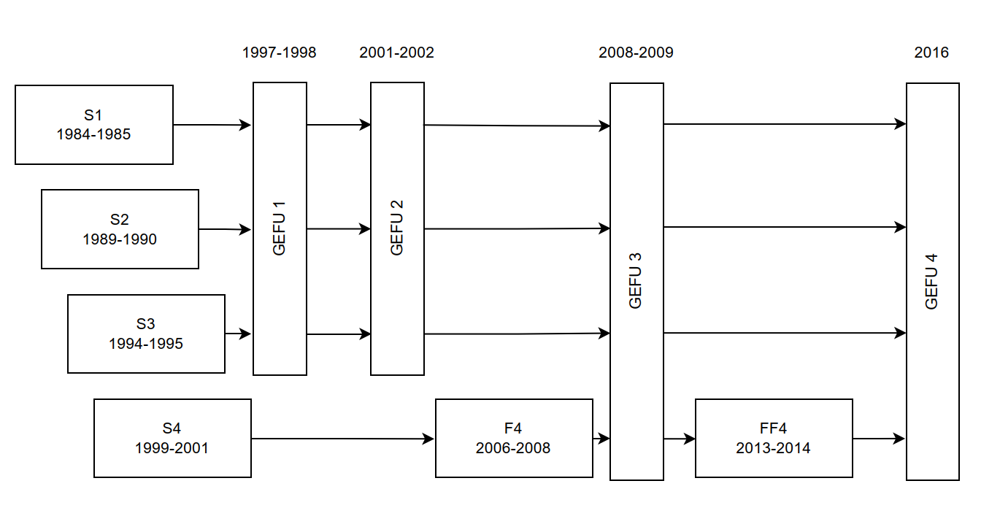 1997-1998
2001-2002
2008-2009
2016
S1
1984-1985
S2
1989-1990
S3
1994-1995
GEFU 1
GEFU 2
GEFU 3
GEFU 4
S4
1999-2001
F4
2006-2008
FF4
2013-2014